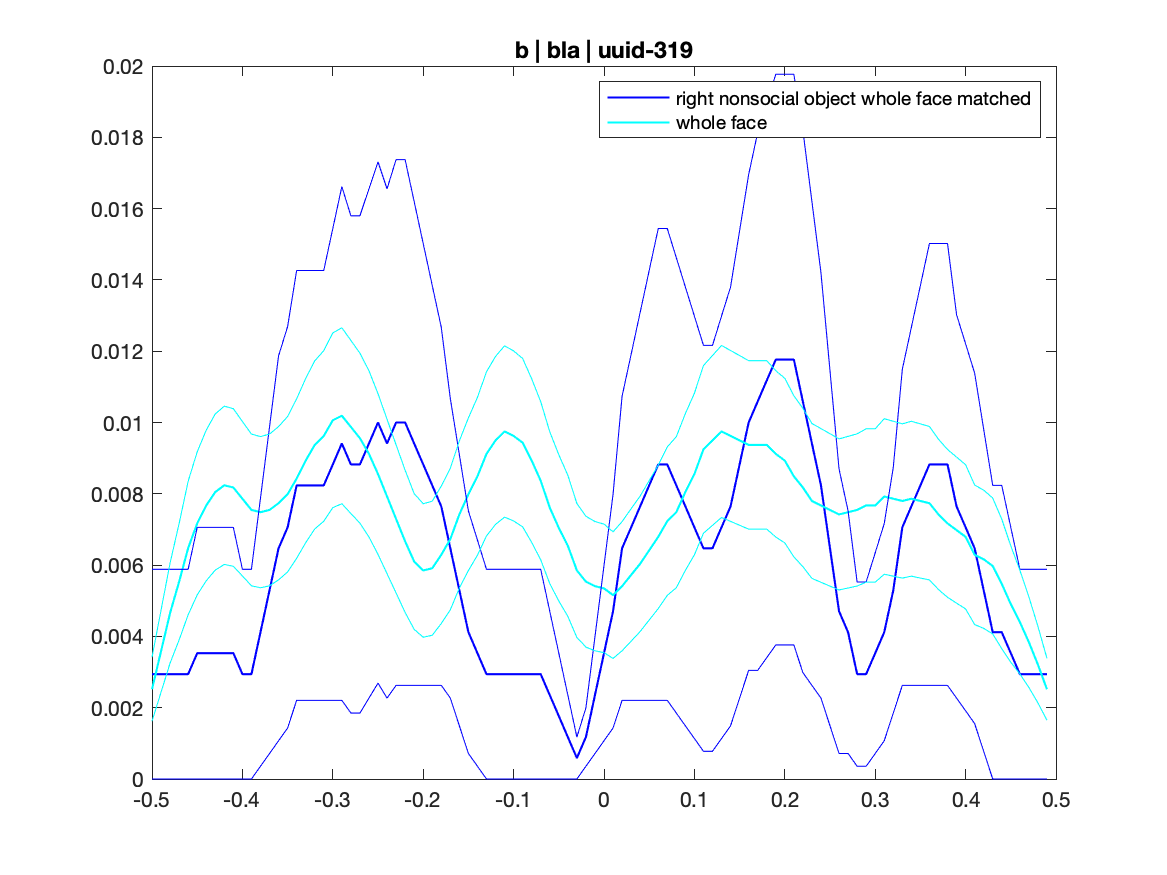 b | bla | uuid-319
right nonsocial object whole face matched
whole face
0.02
0.018
0.016
0.014
0.012
0.01
0.008
0.006
0.004
0.002
0
-0.5 -0.4 -0.3 -0.2 -0.1 0 0.1 0.2 0.3 0.4 0.5